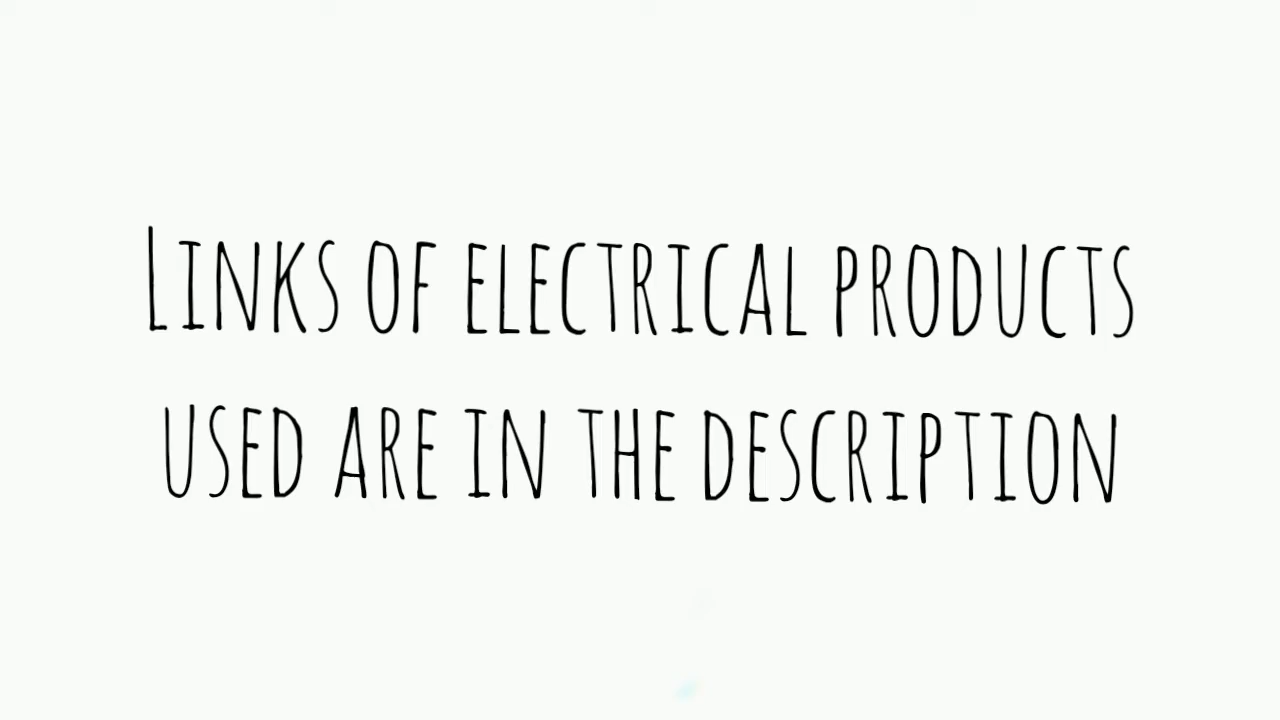 Links of electrical products
used are in the description